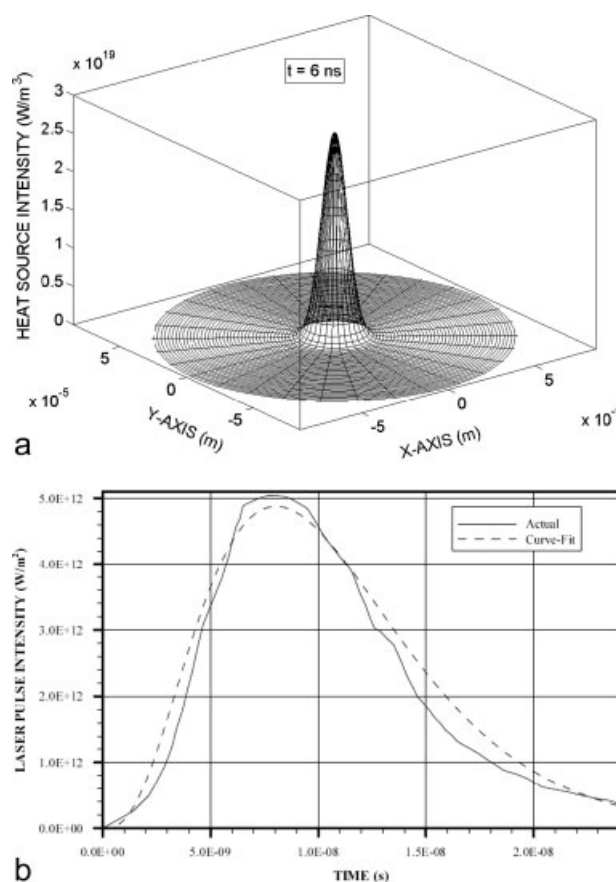 x 10^19
t = 6 ns
HEAT SOURCE INTENSITY (W/m^3)
3
2.5
2
1.5
1
0.5
0
5
0
-5
x 10^-5
Y-AXIS (m)
-5
0
5
x 10^-
X-AXIS (m)
a
LASER PULSE INTENSITY (W/m²)
5.0E+12
4.0E+12
3.0E+12
2.0E+12
1.0E+12
0.0E+00
Actual
Curve-Fit
0.0E+00 5.0E-09 1.0E-08 1.5E-08 2.0E-08
TIME (s)
b